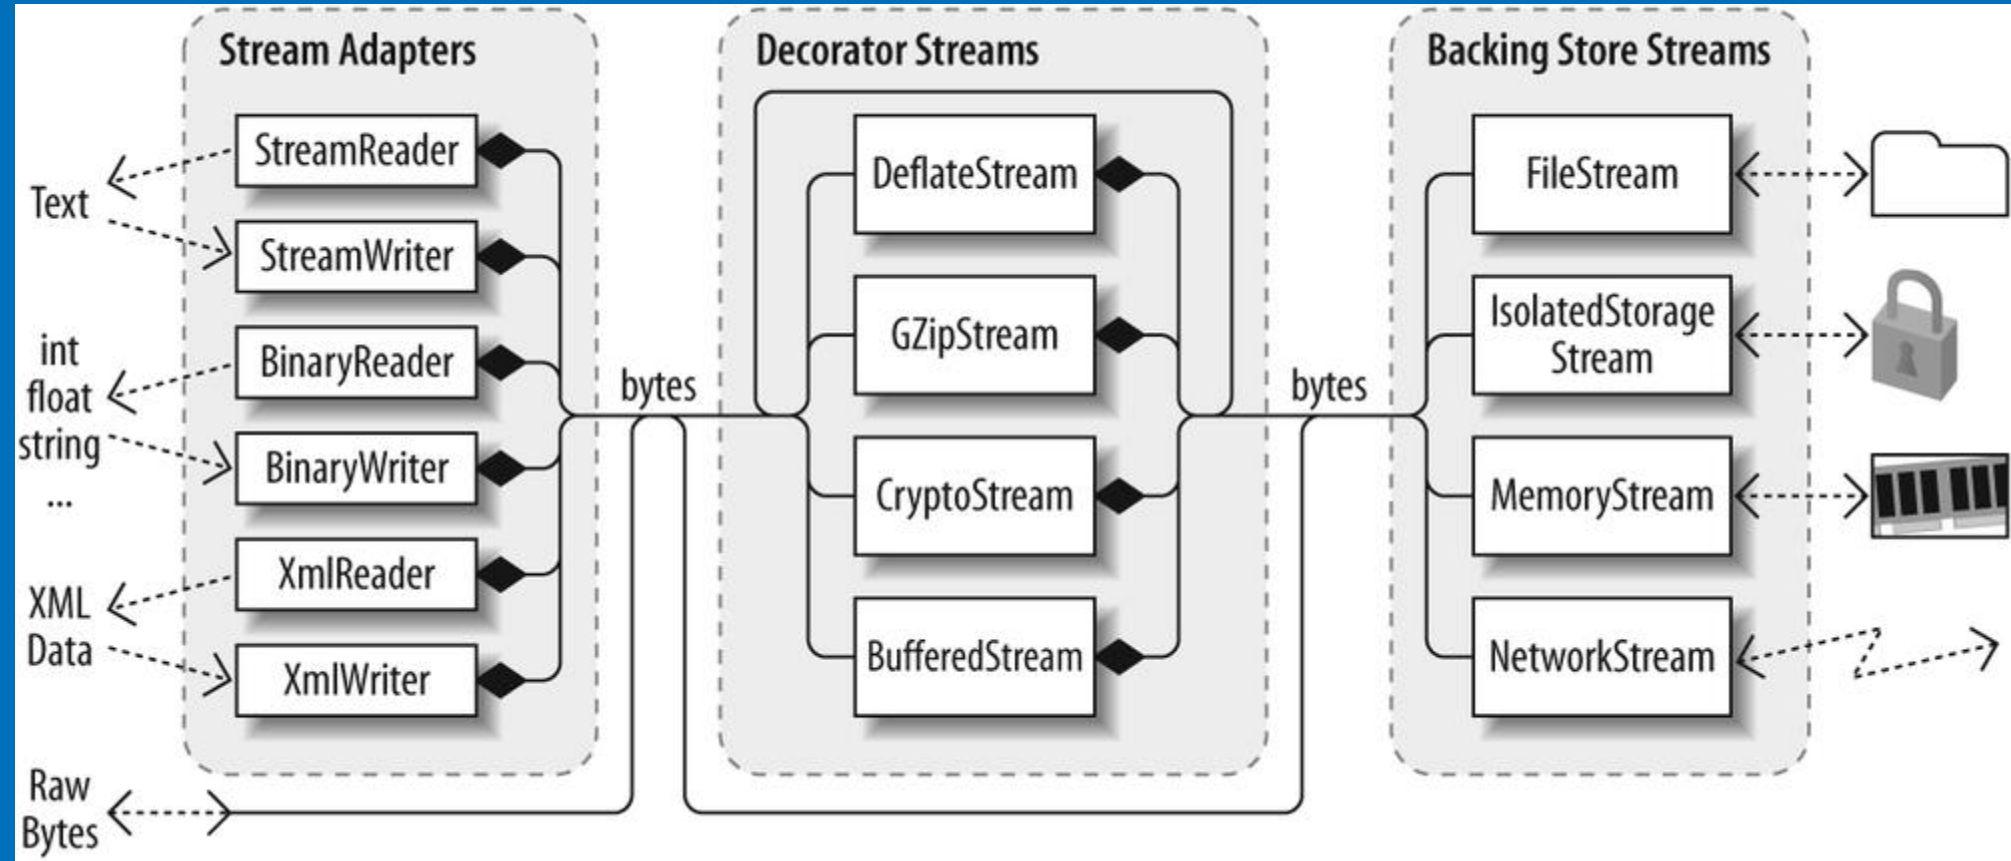 Stream Adapters
Decorator Streams
Backing Store Streams
StreamReader
StreamWriter
BinaryReader
BinaryWriter
XmlReader
XmlWriter
Text
int
float
string
...
XML
Data
Raw
Bytes
bytes
DeflateStream
GZipStream
CryptoStream
BufferedStream
bytes
FileStream
IsolatedStorage
Stream
MemoryStream
NetworkStream